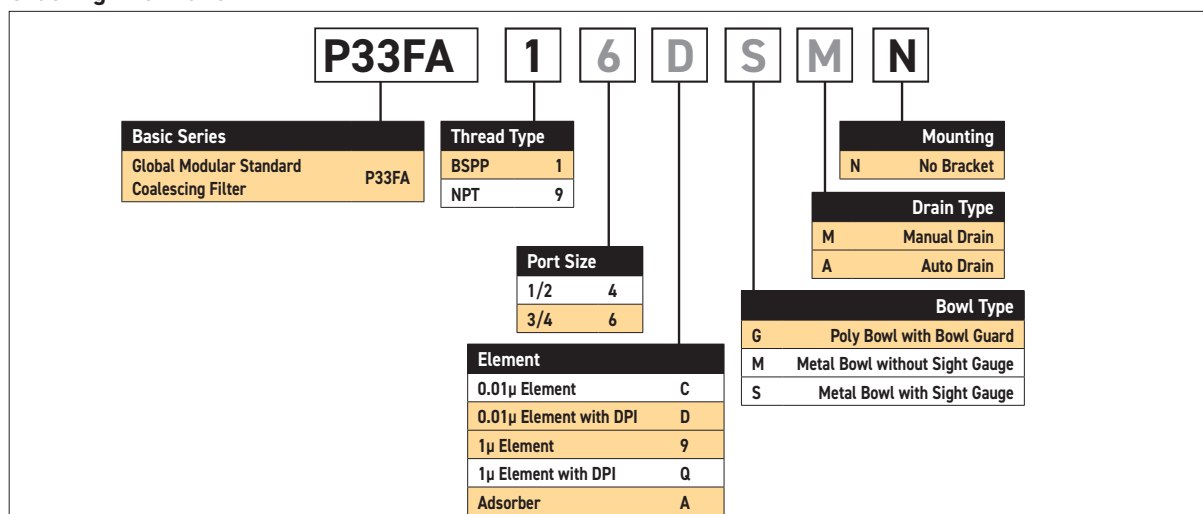 P33FA 1 6 D S M N
Basic Series
Global Modular Standard
Coalescing Filter P33FA
Thread Type
BSPP 1
NPT 9
Mounting
N No Bracket
Drain Type
M Manual Drain
A Auto Drain
Port Size
1/2 4
3/4 6
Bowl Type
G Poly Bowl with Bowl Guard
M Metal Bowl without Sight Gauge
S Metal Bowl with Sight Gauge
Element
0.01µ Element C
0.01µ Element with DPI D
1µ Element 9
1µ Element with DPI Q
Adsorber A